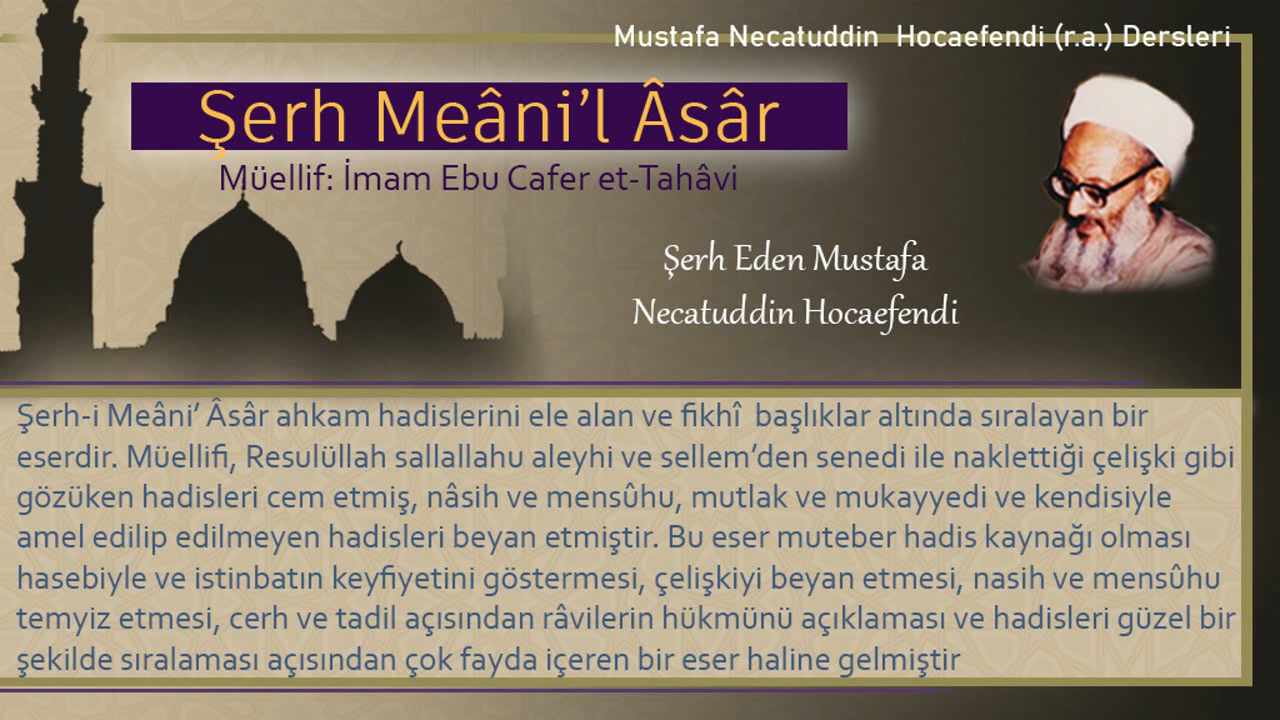 Mustafa Necatuddin Hocaefendi (r.a.) Dersleri
Şerh Meâni’l Âsâr
Müellif: İmam Ebu Cafer et-Tahâvi
Şerh Eden Mustafa
Necatuddin Hocaefendi
Şerh-i Meâni’ Âsâr ahkam hadislerini ele alan ve fikhî başlıklar altında sıralayan bir
eserdir. Müellifi, Resulüllah sallallahu aleyhi ve sellem’den senedi ile naklettiği çelişki gibi
gözüken hadisleri cem etmiş, nâsih ve mensûhu, mutlak ve mukayyedi ve kendisiyle
amel edilip edilmeyen hadisleri beyan etmiştir. Bu eser muteber hadis kaynağı olması
hasebiyle ve istinbatın keyfiyetini göstermesi, çelişkiyi beyan etmesi, nasih ve mensûhu
temyiz etmesi, cerh ve tadil açısından râvilerin hükmünü açıklaması ve hadisleri güzel bir
şekilde sıralaması açısından çok fayda içeren bir eser haline gelmiştir